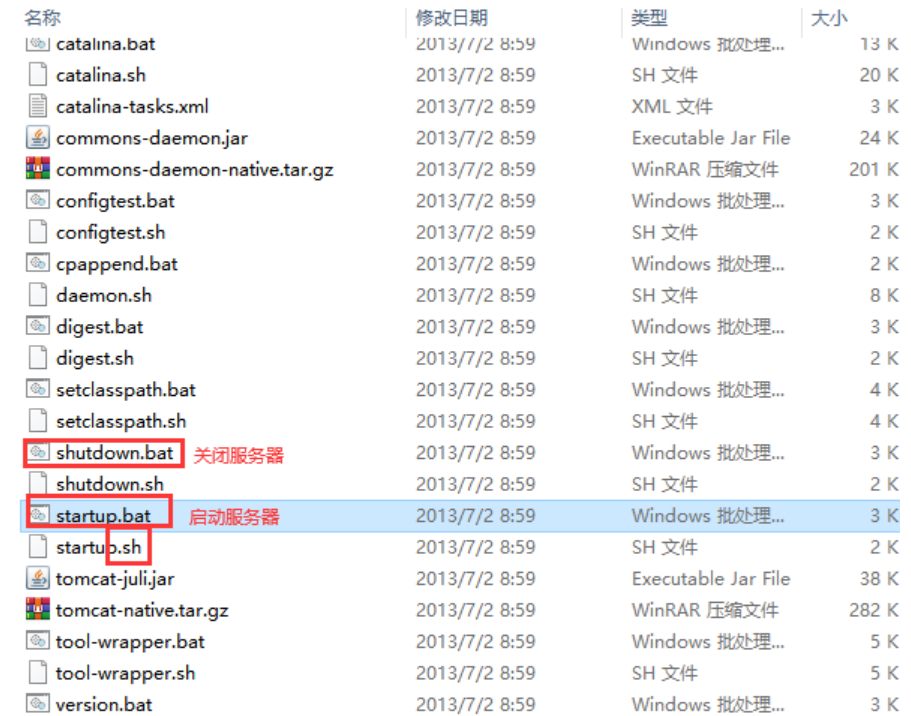 名称 修改日期 类型 大小
catalina.bat 2013/7/2 8:59 Windows 批处理... 13 K
catalina.sh 2013/7/2 8:59 SH 文件 20 K
catalina-tasks.xml 2013/7/2 8:59 XML 文件 3 K
commons-daemon.jar 2013/7/2 8:59 Executable Jar File 24 K
commons-daemon-native.tar.gz 2013/7/2 8:59 WinRAR 压缩文件 201 K
configtest.bat 2013/7/2 8:59 Windows 批处理... 3 K
configtest.sh 2013/7/2 8:59 SH 文件 2 K
cpappend.bat 2013/7/2 8:59 Windows 批处理... 2 K
daemon.sh 2013/7/2 8:59 SH 文件 8 K
digest.bat 2013/7/2 8:59 Windows 批处理... 3 K
digest.sh 2013/7/2 8:59 SH 文件 2 K
setclasspath.bat 2013/7/2 8:59 Windows 批处理... 4 K
setclasspath.sh 2013/7/2 8:59 SH 文件 4 K
shutdown.bat 关闭服务器 2013/7/2 8:59 Windows 批处理... 3 K
shutdown.sh 2013/7/2 8:59 SH 文件 2 K
startup.bat 启动服务器 2013/7/2 8:59 Windows 批处理... 3 K
startup.sh 2013/7/2 8:59 SH 文件 2 K
tomcat-juli.jar 2013/7/2 8:59 Executable Jar File 38 K
tomcat-native.tar.gz 2013/7/2 8:59 WinRAR 压缩文件 282 K
tool-wrapper.bat 2013/7/2 8:59 Windows 批处理... 5 K
tool-wrapper.sh 2013/7/2 8:59 SH 文件 5 K
version.bat 2013/7/2 8:59 Windows 批处理... 3 K